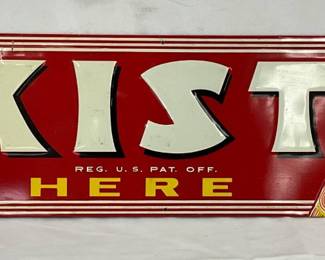 KIST
REG. U.S. PAT. OFF.
HERE